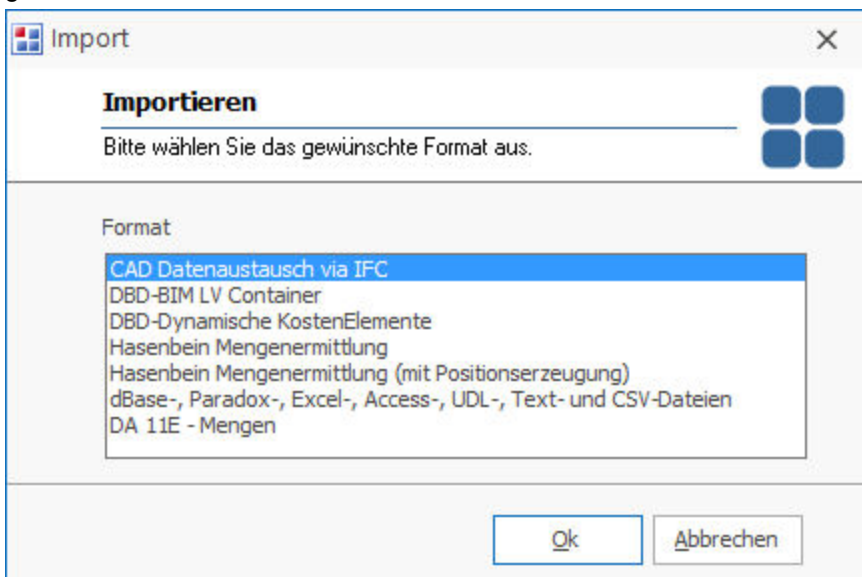 Import
Importieren
Bitte wählen Sie das gewünschte Format aus.
Format
CAD Datenaustausch via IFC
DBD-BIM LV Container
DBD-Dynamische KostenElemente
Hasenbein Mengenermittlung
Hasenbein Mengenermittlung (mit Positionserzeugung)
dBase-, Paradox-, Excel-, Access-, UDL-, Text- und CSV-Dateien
DA 11E - Mengen
Ok Abbrechen